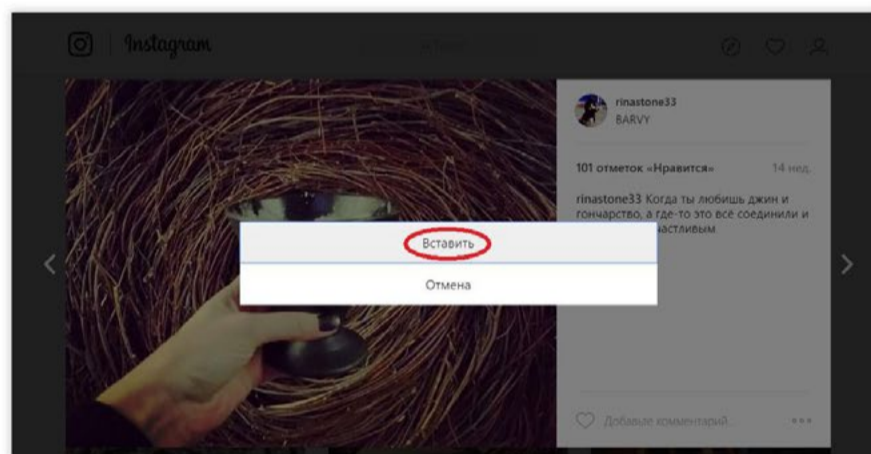 Instagram
rinastone33
BARVY
101 отметок «Нравится»
14 нед.
rinastone33 Когда ты любишь джин и
гончарство, а где-то это всё соединили и
частливым
Вставить
Отмена
Добавьте комментарий...